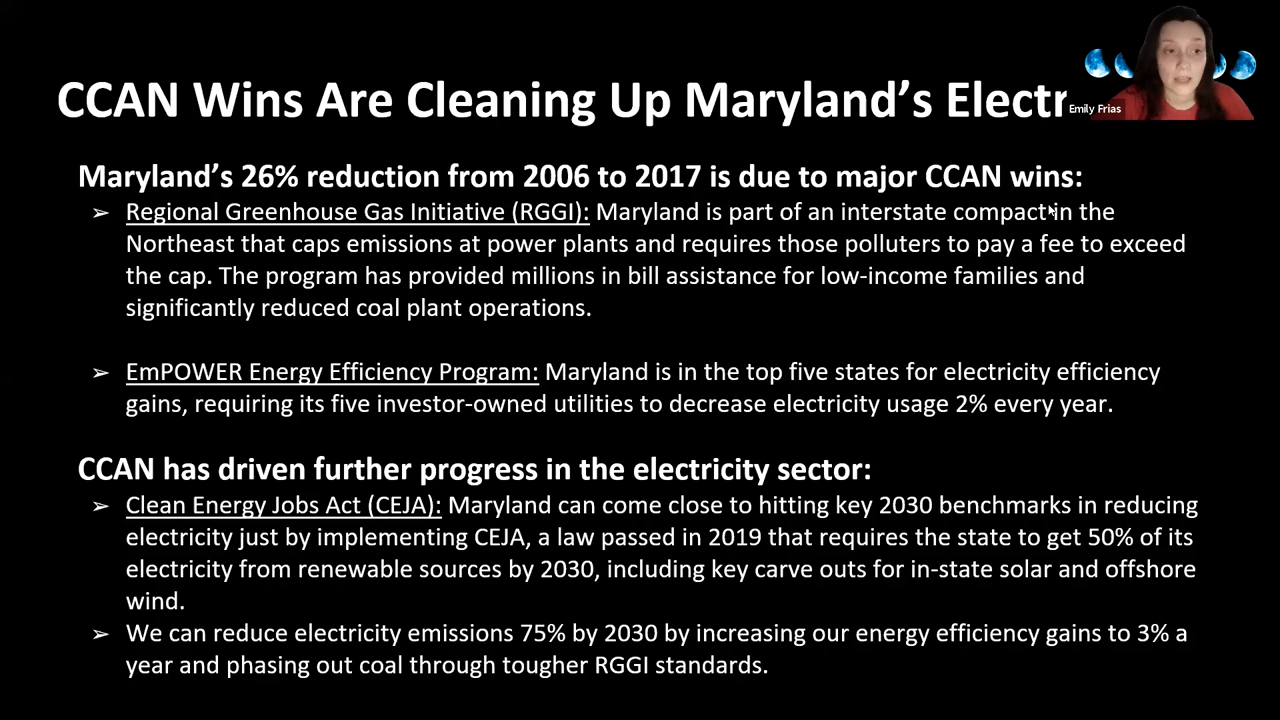 CCAN Wins Are Cleaning Up Maryland's Electr
Emily Frias
Maryland's 26% reduction from 2006 to 2017 is due to major CCAN wins:
➢ Regional Greenhouse Gas Initiative (RGGI): Maryland is part of an interstate compact in the
Northeast that caps emissions at power plants and requires those polluters to pay a fee to exceed
the cap. The program has provided millions in bill assistance for low-income families and
significantly reduced coal plant operations.
➢ EmPOWER Energy Efficiency Program: Maryland is in the top five states for electricity efficiency
gains, requiring its five investor-owned utilities to decrease electricity usage 2% every year.
CCAN has driven further progress in the electricity sector:
➢ Clean Energy Jobs Act (CEJA): Maryland can come close to hitting key 2030 benchmarks in reducing
electricity just by implementing CEJA, a law passed in 2019 that requires the state to get 50% of its
electricity from renewable sources by 2030, including key carve outs for in-state solar and offshore
wind.
➢ We can reduce electricity emissions 75% by 2030 by increasing our energy efficiency gains to 3% a
year and phasing out coal through tougher RGGI standards.